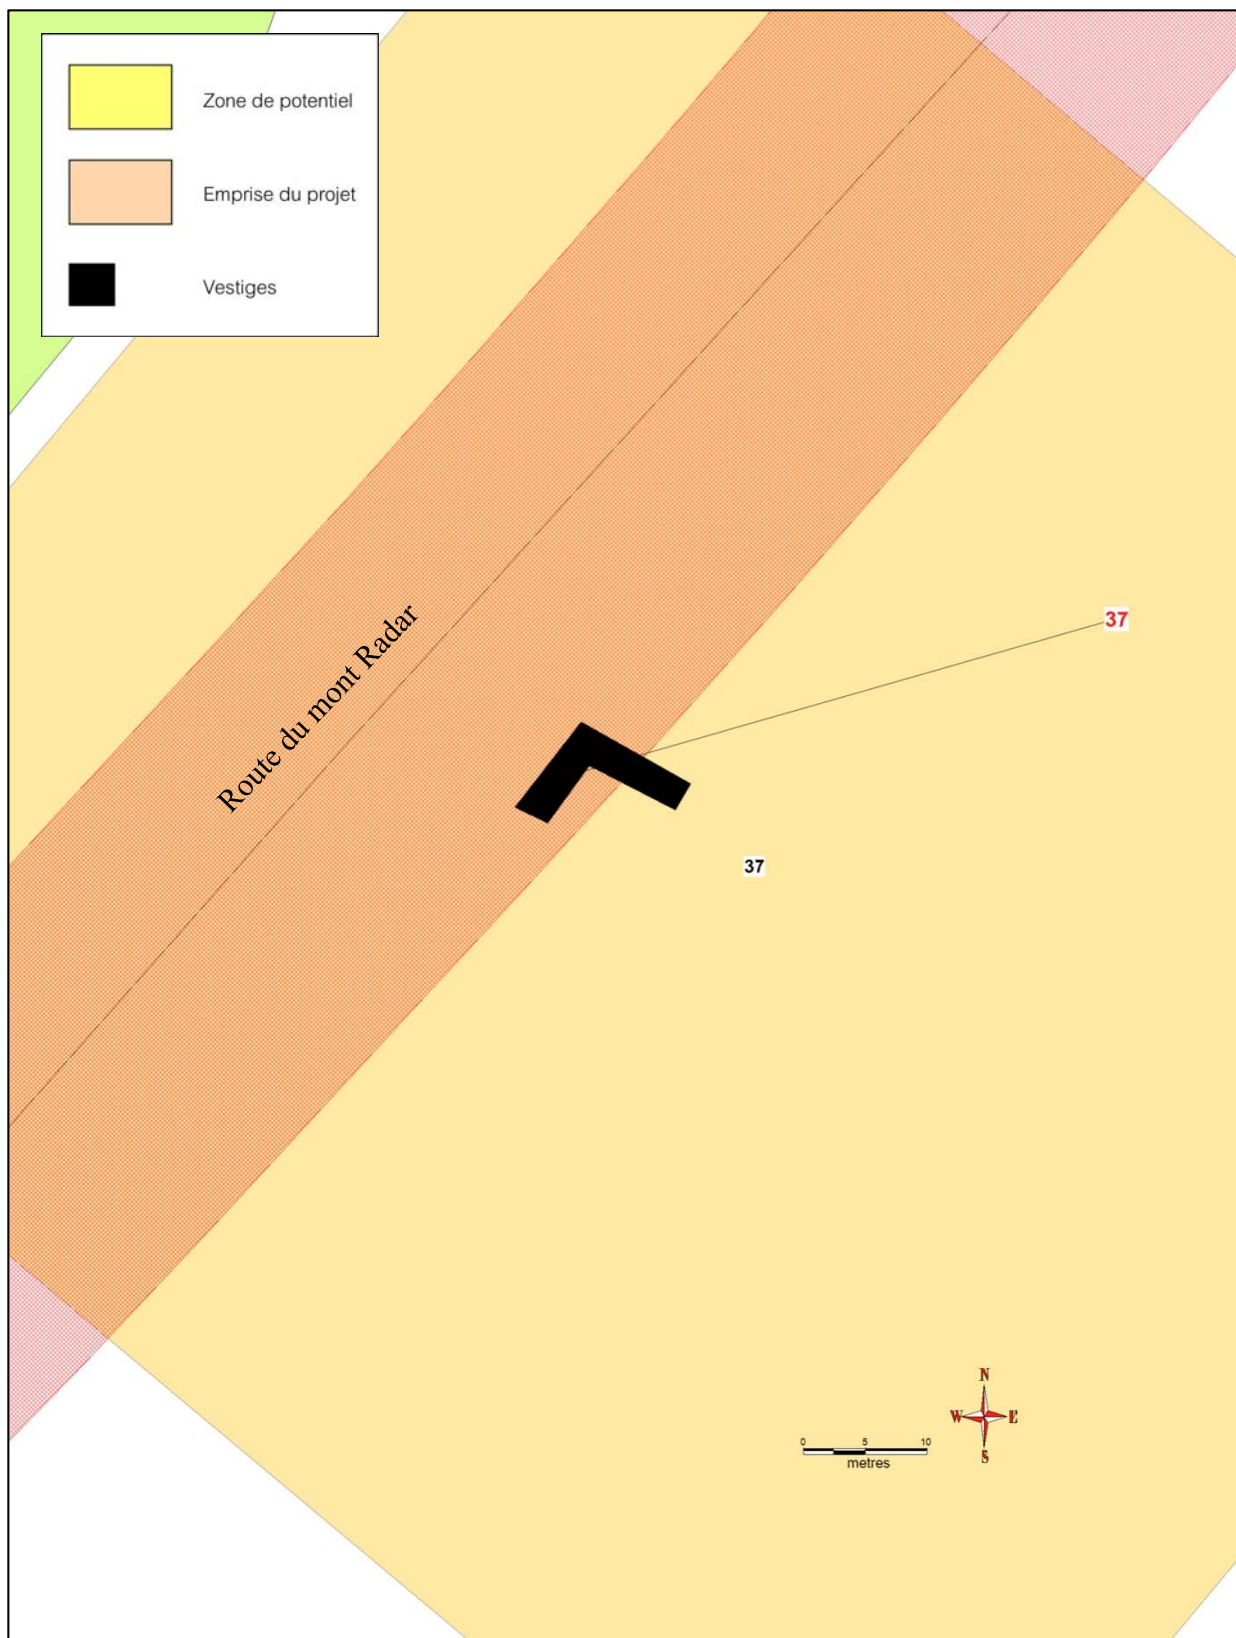 Zone de potentiel
Emprise du projet
Vestiges
Route du mont Radar
37
37
N
W E
S
0 5 10
metres